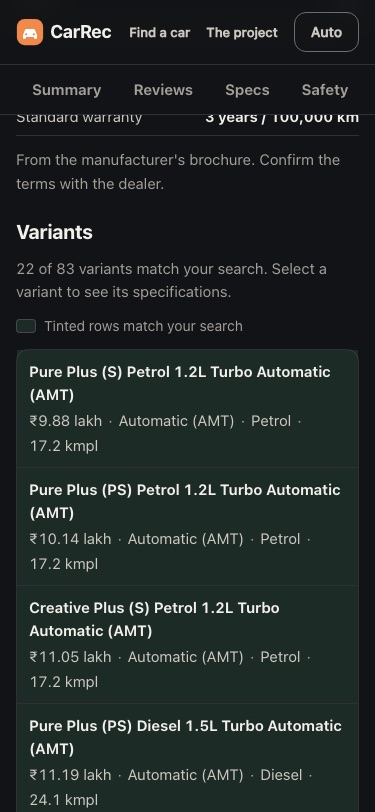 CarRec Find a car The project Auto
Summary Reviews Specs Safety
Standard warranty 3 years / 100,000 km
From the manufacturer's brochure. Confirm the
terms with the dealer.
Variants
22 of 83 variants match your search. Select a
variant to see its specifications.
Tinted rows match your search
Pure Plus (S) Petrol 1.2L Turbo Automatic
(AMT)
₹9.88 lakh · Automatic (AMT) · Petrol ·
17.2 kmpl
Pure Plus (PS) Petrol 1.2L Turbo Automatic
(AMT)
₹10.14 lakh · Automatic (AMT) · Petrol ·
17.2 kmpl
Creative Plus (S) Petrol 1.2L Turbo
Automatic (AMT)
₹11.05 lakh · Automatic (AMT) · Petrol ·
17.2 kmpl
Pure Plus (PS) Diesel 1.5L Turbo Automatic
(AMT)
₹11.19 lakh · Automatic (AMT) · Diesel ·
24.1 kmpl